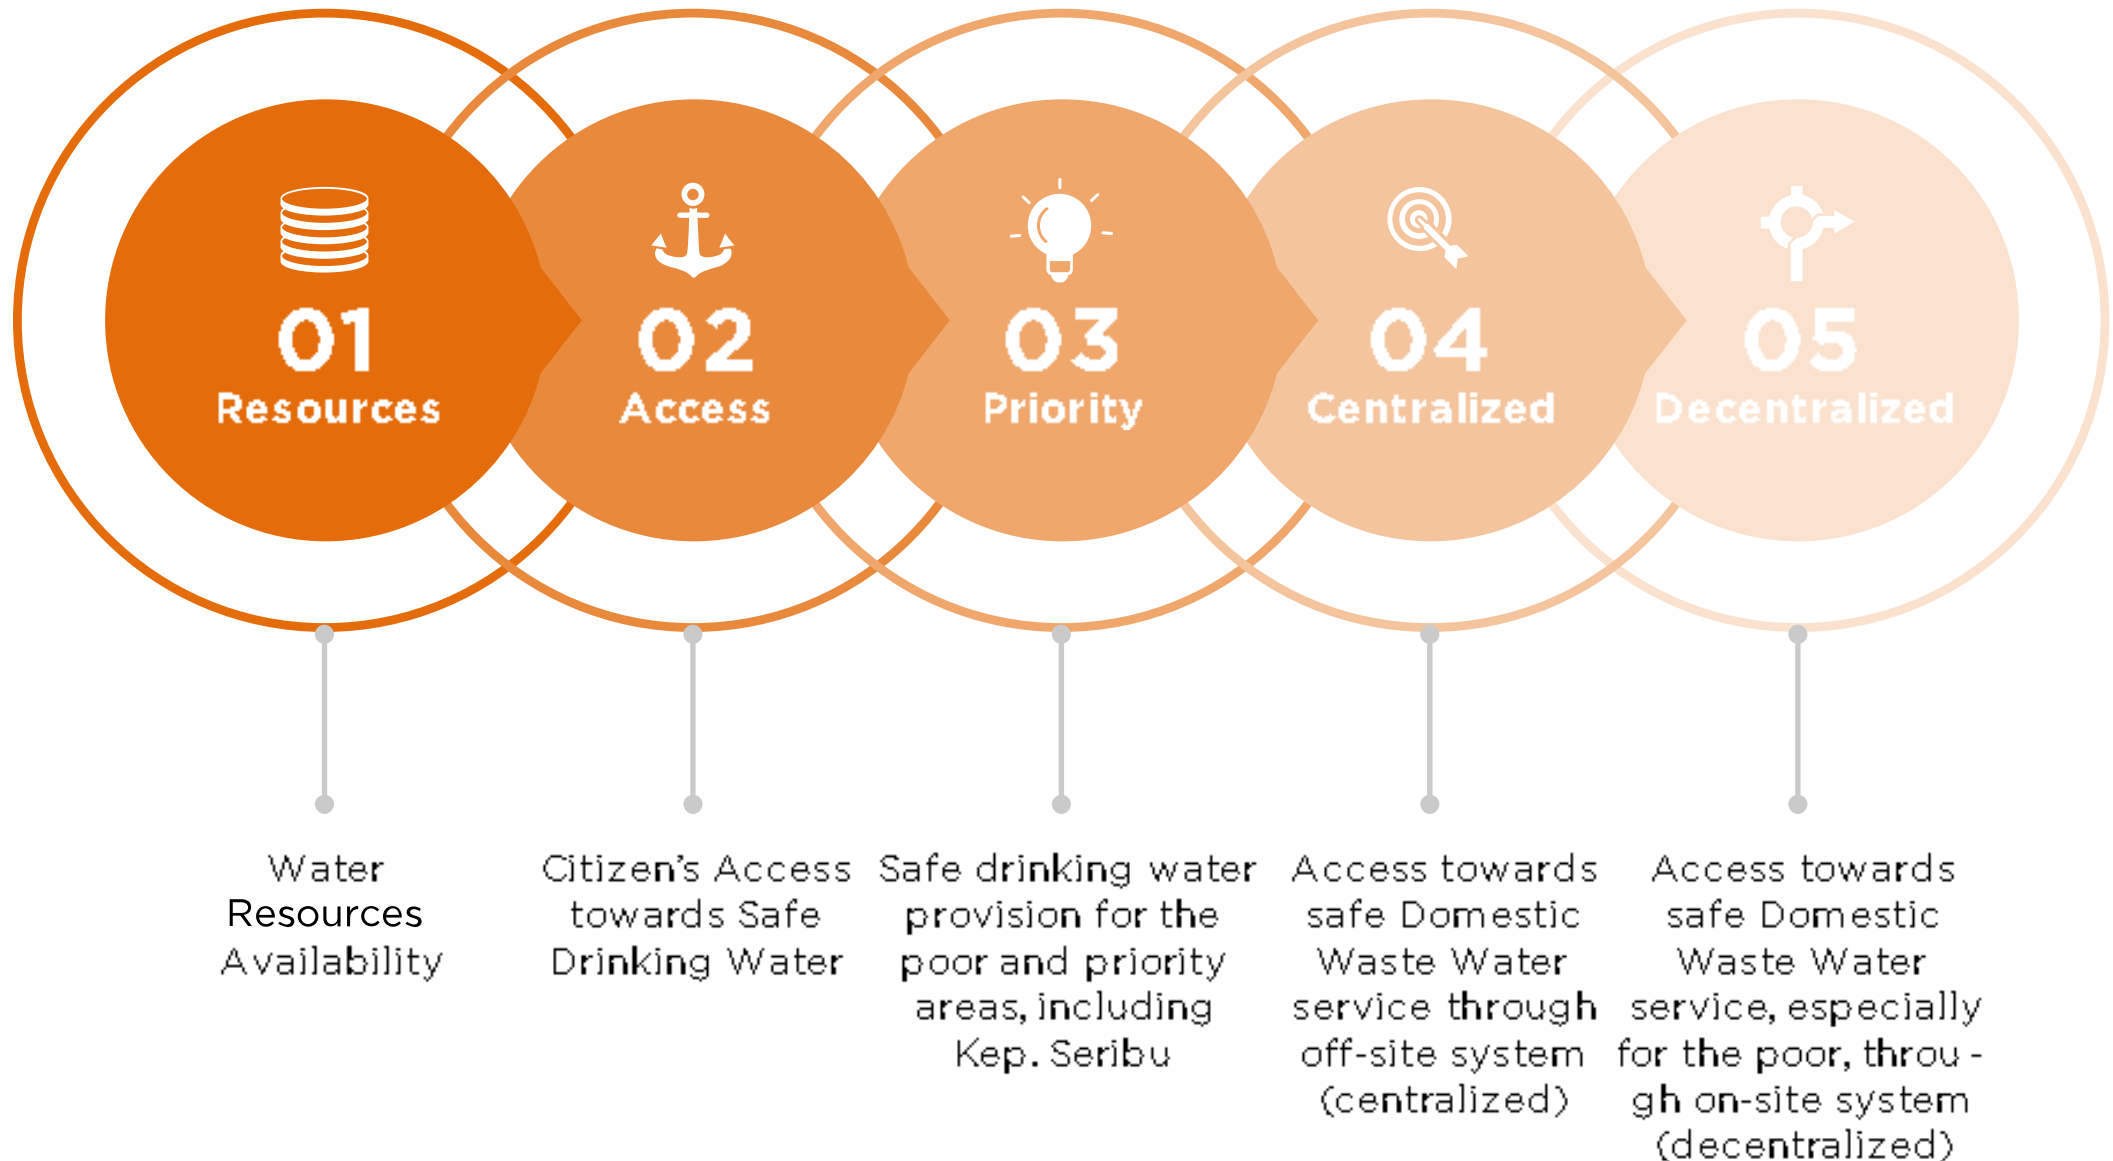 01
Resources
02
Access
03
Priority
04
Centralized
05
Decentralized
Water
Resources
Availability
Citizen’s Access
towards Safe
Drinking Water
Safe drinking water
provision for the
poor and priority
areas, including
Kep. Seribu
Access towards
safe Domestic
Waste Water
service through
off-site system
(centralized)
Access towards
safe Domestic
Waste Water
service, especially
for the poor, throu -
gh on-site system
(decentralized)